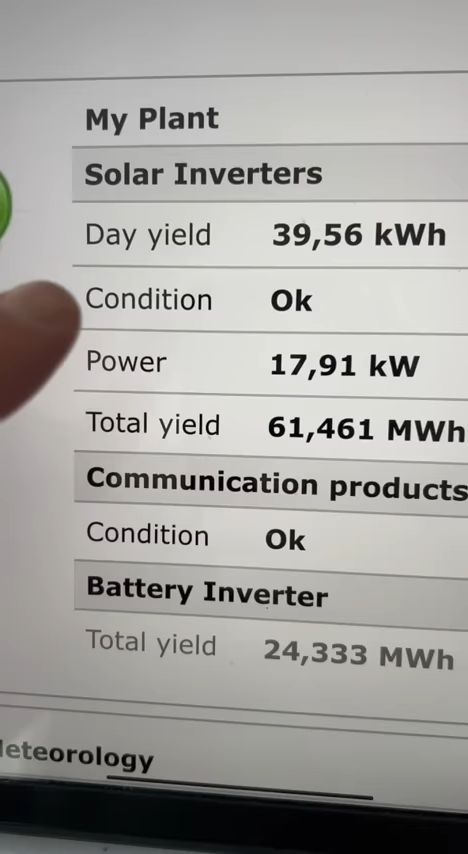 My Plant
Solar Inverters
Day yield 39,56 kWh
Condition Ok
Power 17,91 kW
Total yield 61,461 MWh
Communication products
Condition Ok
Battery Inverter
Total yield 24,333 MWh